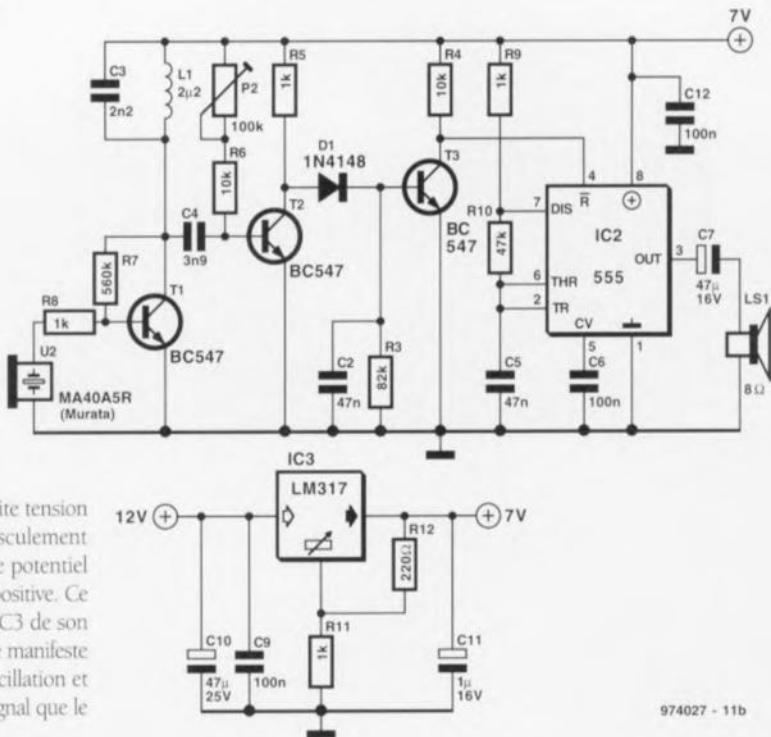 7V
C3
2n2
L1
2µ2
P2
100k
R5
1k
R4
10k
R9
1k
C12
100n
R6
10k
D1
1N4148
T3
BC
547
4
R
8
R10
47k
7
DIS
IC2
555
OUT
3
C7
47µ
16V
LS1
8Ω
6
THR
2
TR
CV
5
1
C4
3n9
T2
BC547
R7
560k
R8
1k
T1
BC547
U2
MA40A5R
(Murata)
C2
47n
R3
82k
C5
47n
C6
100n
ite tension
sculement
e potentiel
positive. Ce
C3 de son
e manifeste
cillation et
gnal que le
IC3
LM317
12V
7V
R12
220Ω
R11
1k
C10
47µ
25V
C9
100n
C11
1µ
16V
974027 - 11b